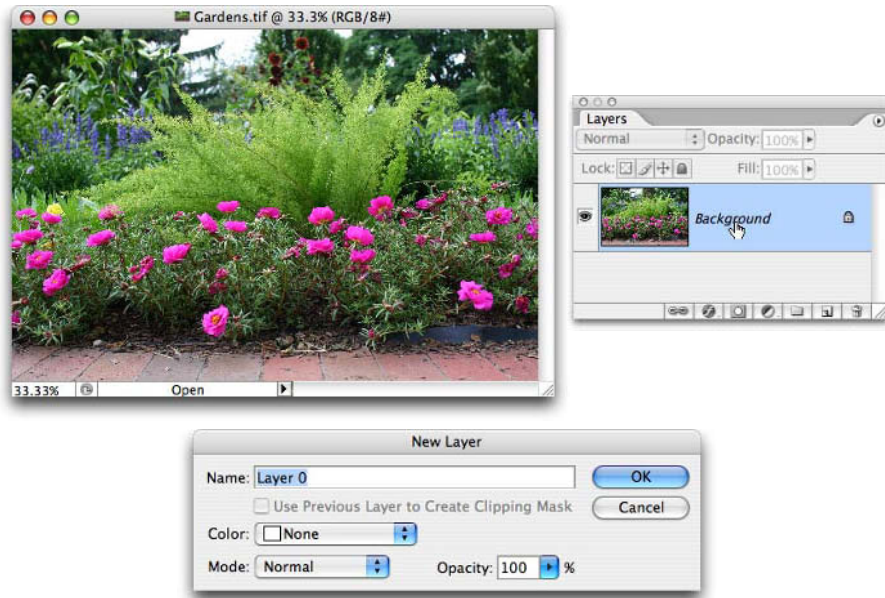 Gardens.tif @ 33.3% (RGB/8#)
33.33%
Open
Layers
Normal
Opacity: 100%
Lock:
Fill: 100%
Background
New Layer
Name: Layer 0
OK
Use Previous Layer to Create Clipping Mask
Cancel
Color: None
Mode: Normal
Opacity: 100 %